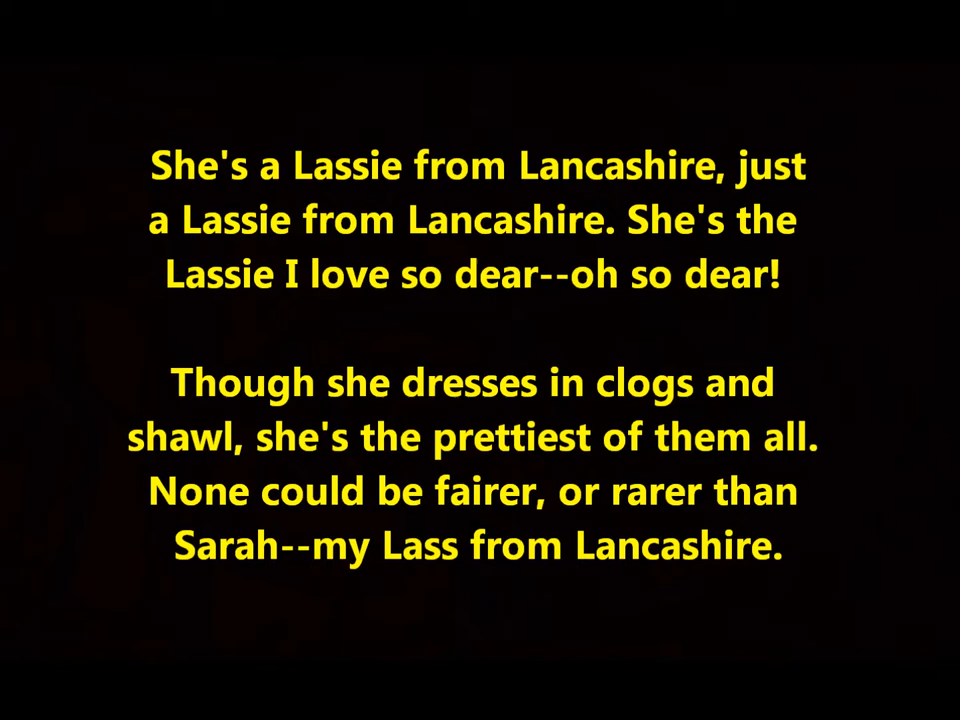 She's a Lassie from Lancashire, just
a Lassie from Lancashire. She's the
Lassie I love so dear--oh so dear!
Though she dresses in clogs and
shawl, she's the prettiest of them all.
None could be fairer, or rarer than
Sarah--my Lass from Lancashire.